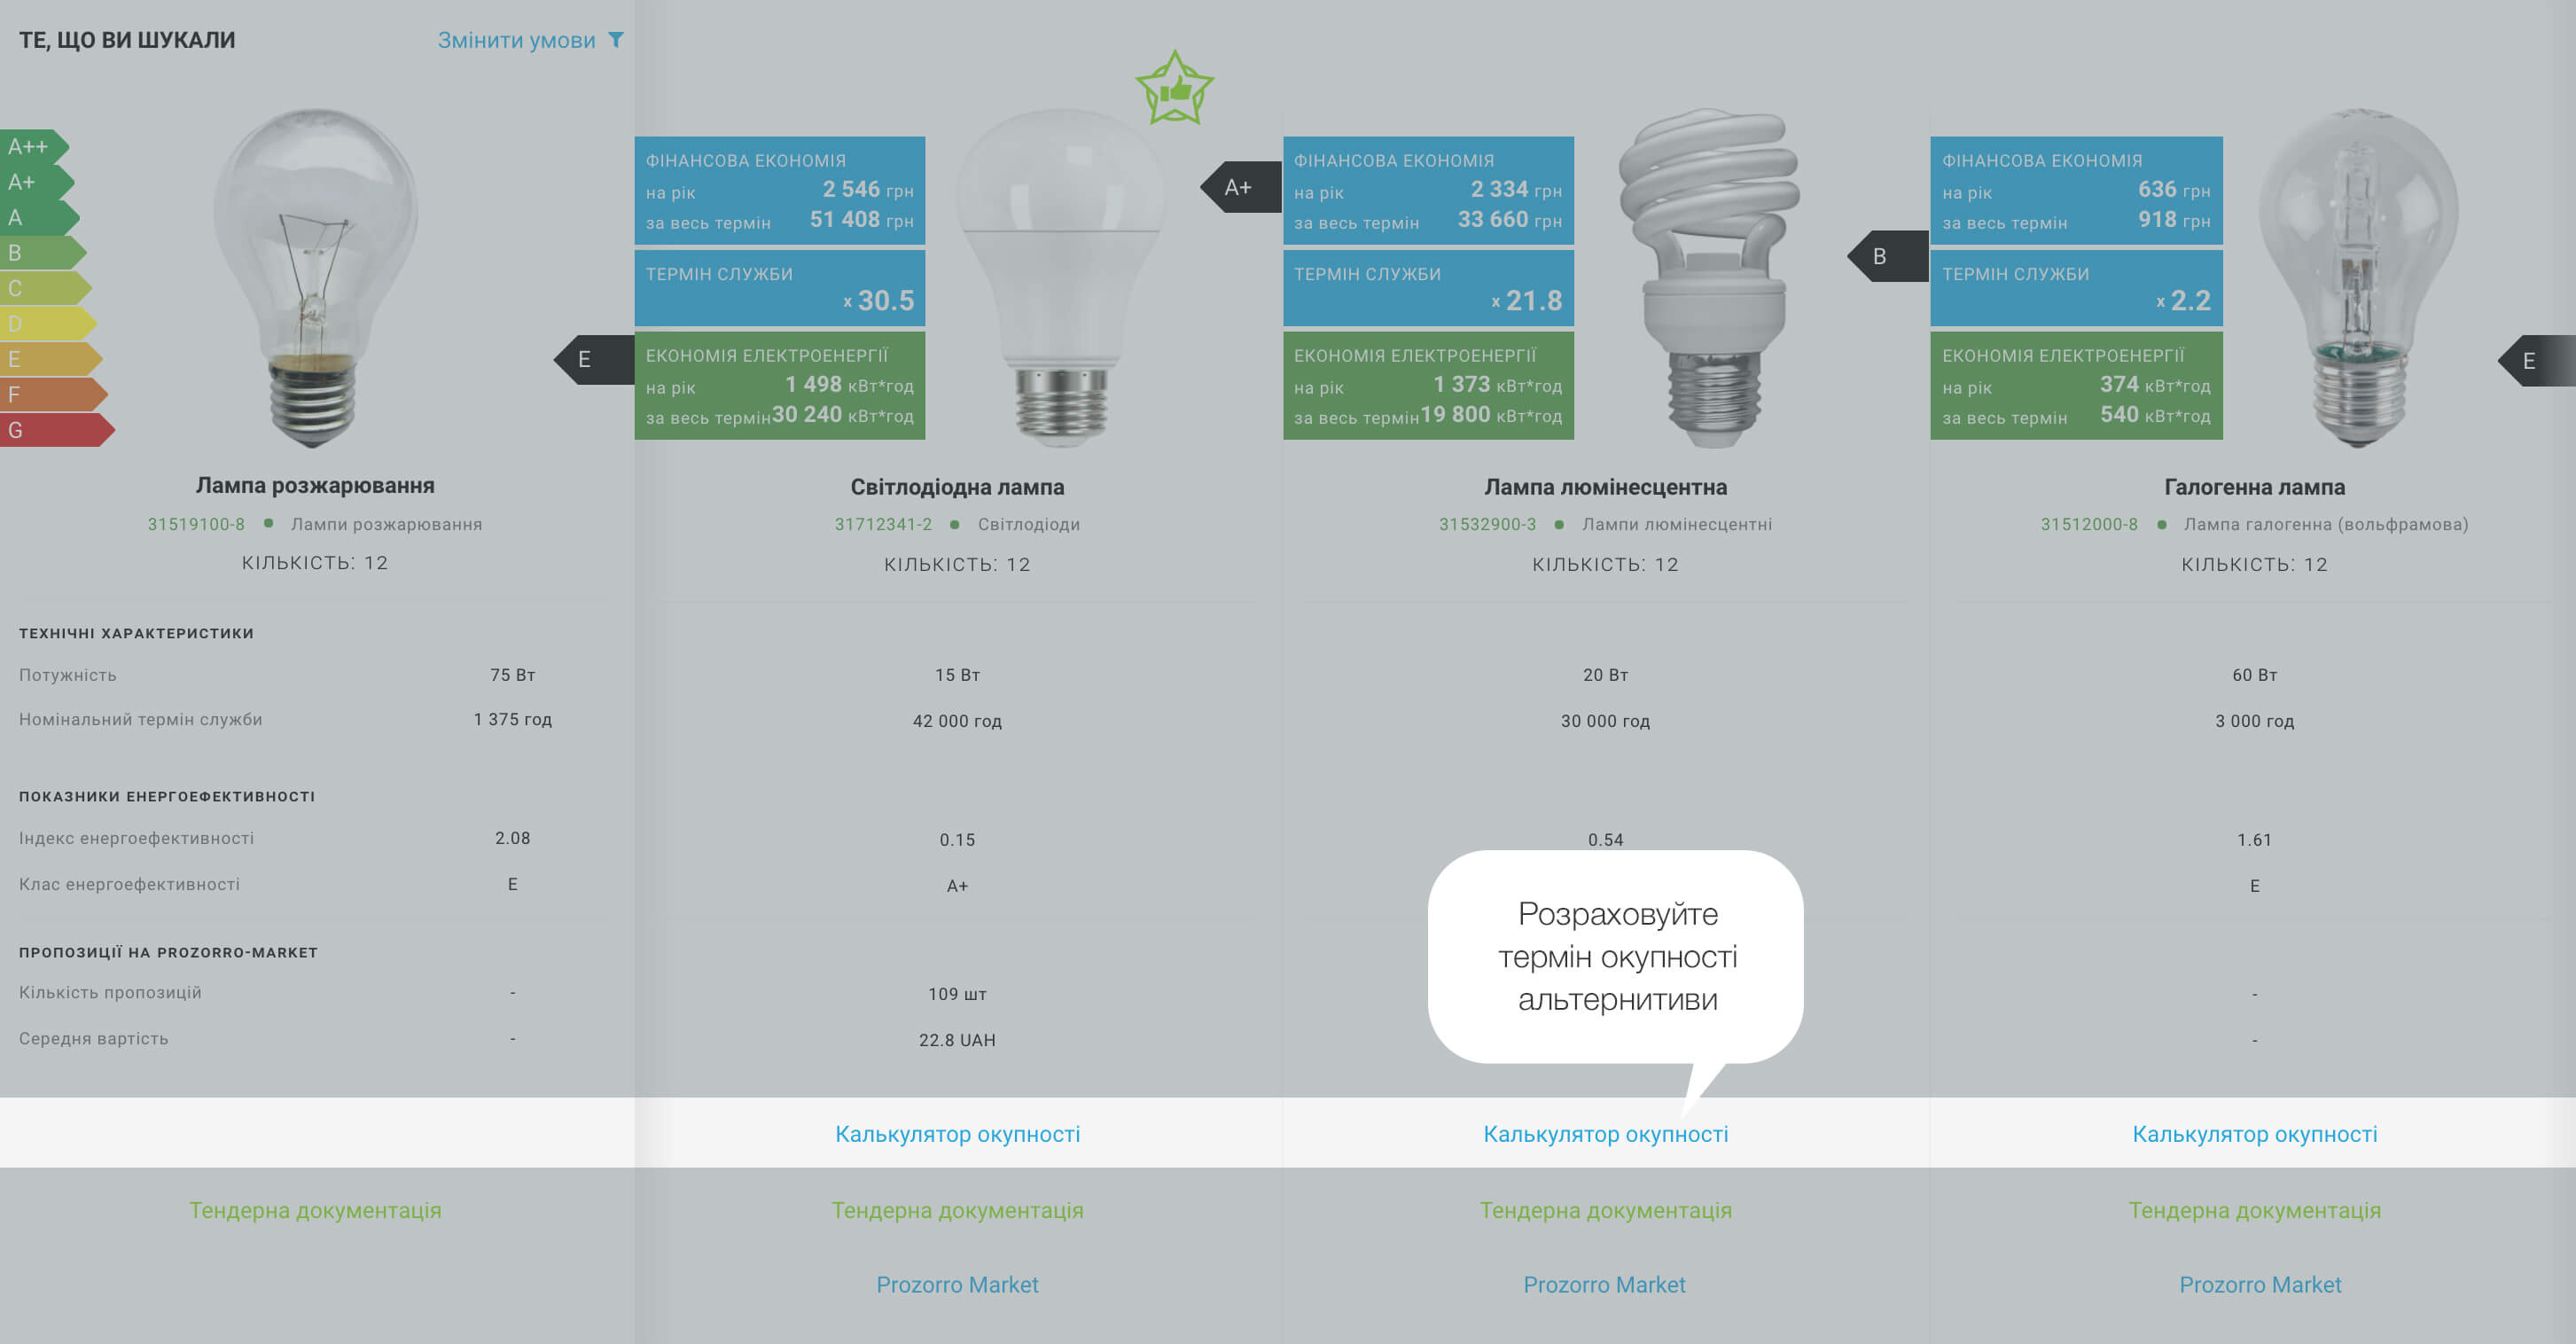 ТЕ, ЩО ВИ ШУКАЛИ
Змінити умови
A++
A+
A
B
C
D
E
F
G
E
Лампа розжарювання
31519100-8 • Лампи розжарювання
КІЛЬКІСТЬ: 12
ТЕХНІЧНІ ХАРАКТЕРИСТИКИ
Потужність 75 Вт
Номінальний термін служби 1 375 год
ПОКАЗНИКИ ЕНЕРГОЕФЕКТИВНОСТІ
Індекс енергоефективності 2.08
Клас енергоефективності E
ПРОПОЗИЦІЇ НА PROZORRO-MARKET
Кількість пропозицій -
Середня вартість -
Тендерна документація
ФІНАНСОВА ЕКОНОМІЯ
на рік 2 546 грн
за весь термін 51 408 грн
ТЕРМІН СЛУЖБИ
x 30.5
ЕКОНОМІЯ ЕЛЕКТРОЕНЕРГІЇ
на рік 1 498 кВт*год
за весь термін 30 240 кВт*год
A+
Світлодіодна лампа
31712341-2 • Світлодіоди
КІЛЬКІСТЬ: 12
15 Вт
42 000 год
0.15
A+
109 шт
22.8 UAH
Калькулятор окупності
Тендерна документація
Prozorro Market
ФІНАНСОВА ЕКОНОМІЯ
на рік 2 334 грн
за весь термін 33 660 грн
ТЕРМІН СЛУЖБИ
x 21.8
ЕКОНОМІЯ ЕЛЕКТРОЕНЕРГІЇ
на рік 1 373 кВт*год
за весь термін 19 800 кВт*год
B
Лампа люмінесцентна
31532900-3 • Лампи люмінесцентні
КІЛЬКІСТЬ: 12
20 Вт
30 000 год
0.54
Розраховуйте
термін окупності
альтернитиви
Калькулятор окупності
Тендерна документація
Prozorro Market
ФІНАНСОВА ЕКОНОМІЯ
на рік 636 грн
за весь термін 918 грн
ТЕРМІН СЛУЖБИ
x 2.2
ЕКОНОМІЯ ЕЛЕКТРОЕНЕРГІЇ
на рік 374 кВт*год
за весь термін 540 кВт*год
E
Галогенна лампа
31512000-8 • Лампа галогенна (вольфрамова)
КІЛЬКІСТЬ: 12
60 Вт
3 000 год
1.61
E
-
-
Калькулятор окупності
Тендерна документація
Prozorro Market